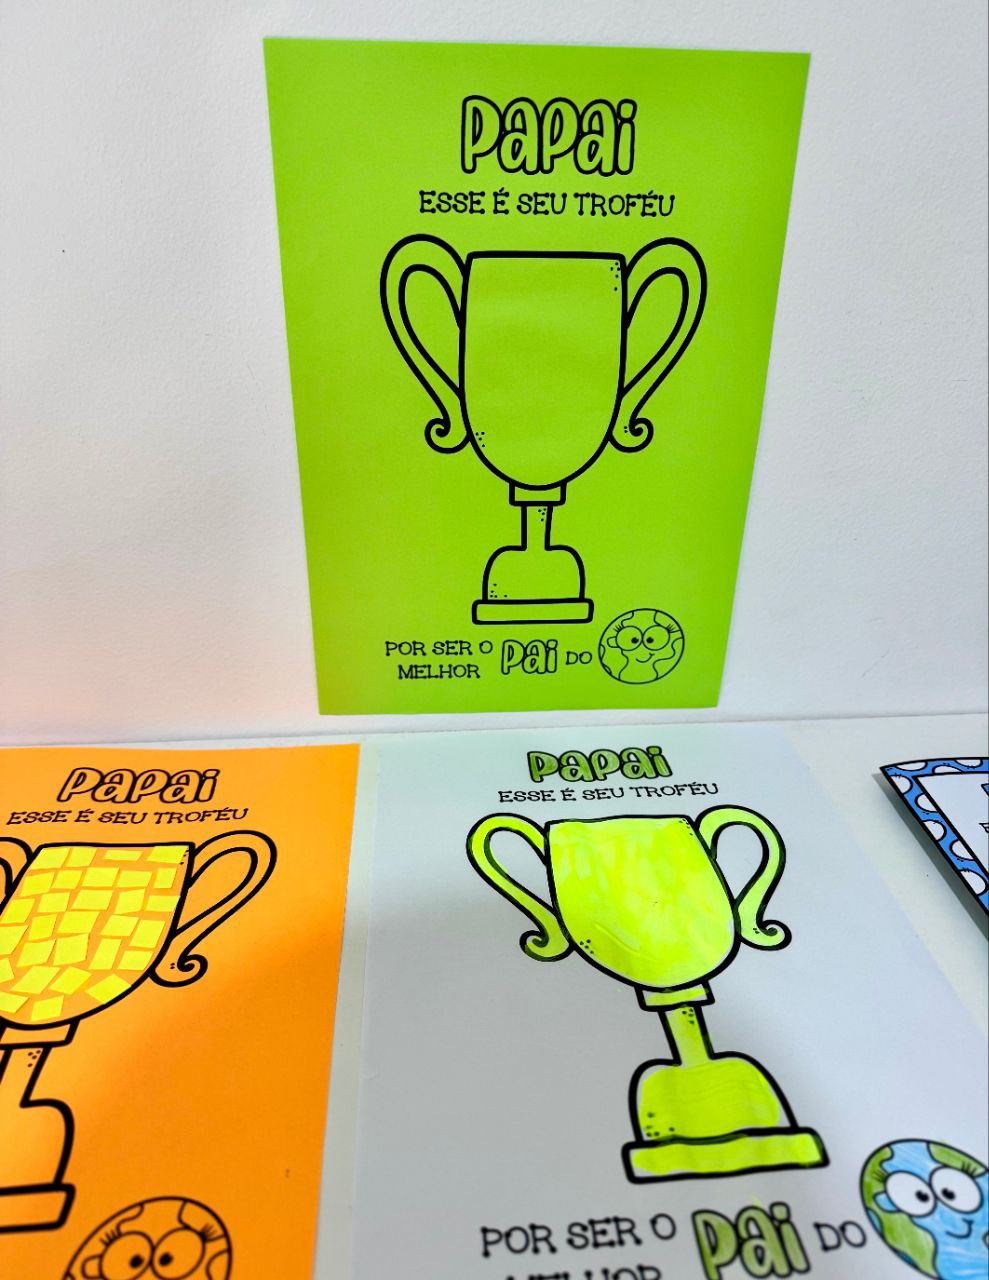 papai
ESSE É SEU TROFÉU
POR SER O
MELHOR pai DO
papai
ESSE É SEU TROFÉU
papai
ESSE É SEU TROFÉU
POR SER O pai DO
MELHOR